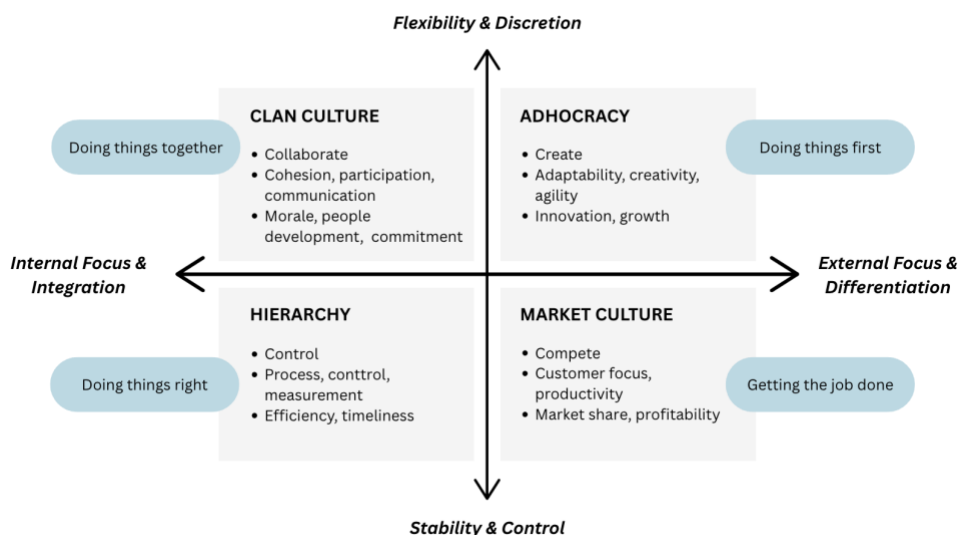 Flexibility & Discretion
CLAN CULTURE
Doing things together
• Collaborate
• Cohesion, participation,
communication
• Morale, people
development, commitment
ADHOCRACY
Doing things first
• Create
• Adaptability, creativity,
agility
• Innovation, growth
Internal Focus &
Integration
External Focus &
Differentiation
HIERARCHY
Doing things right
• Control
• Process, conttrol,
measurement
• Efficiency, timeliness
MARKET CULTURE
Getting the job done
• Compete
• Customer focus,
productivity
• Market share, profitability
Stability & Control